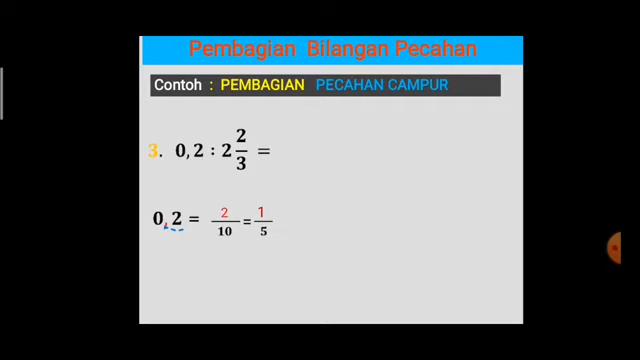 Pembagian Bilangan Pecahan
Contoh : PEMBAGIAN PECAHAN CAMPUR
3. 0,2 : 2 2/3 =
0,2 = 2/10 = 1/5